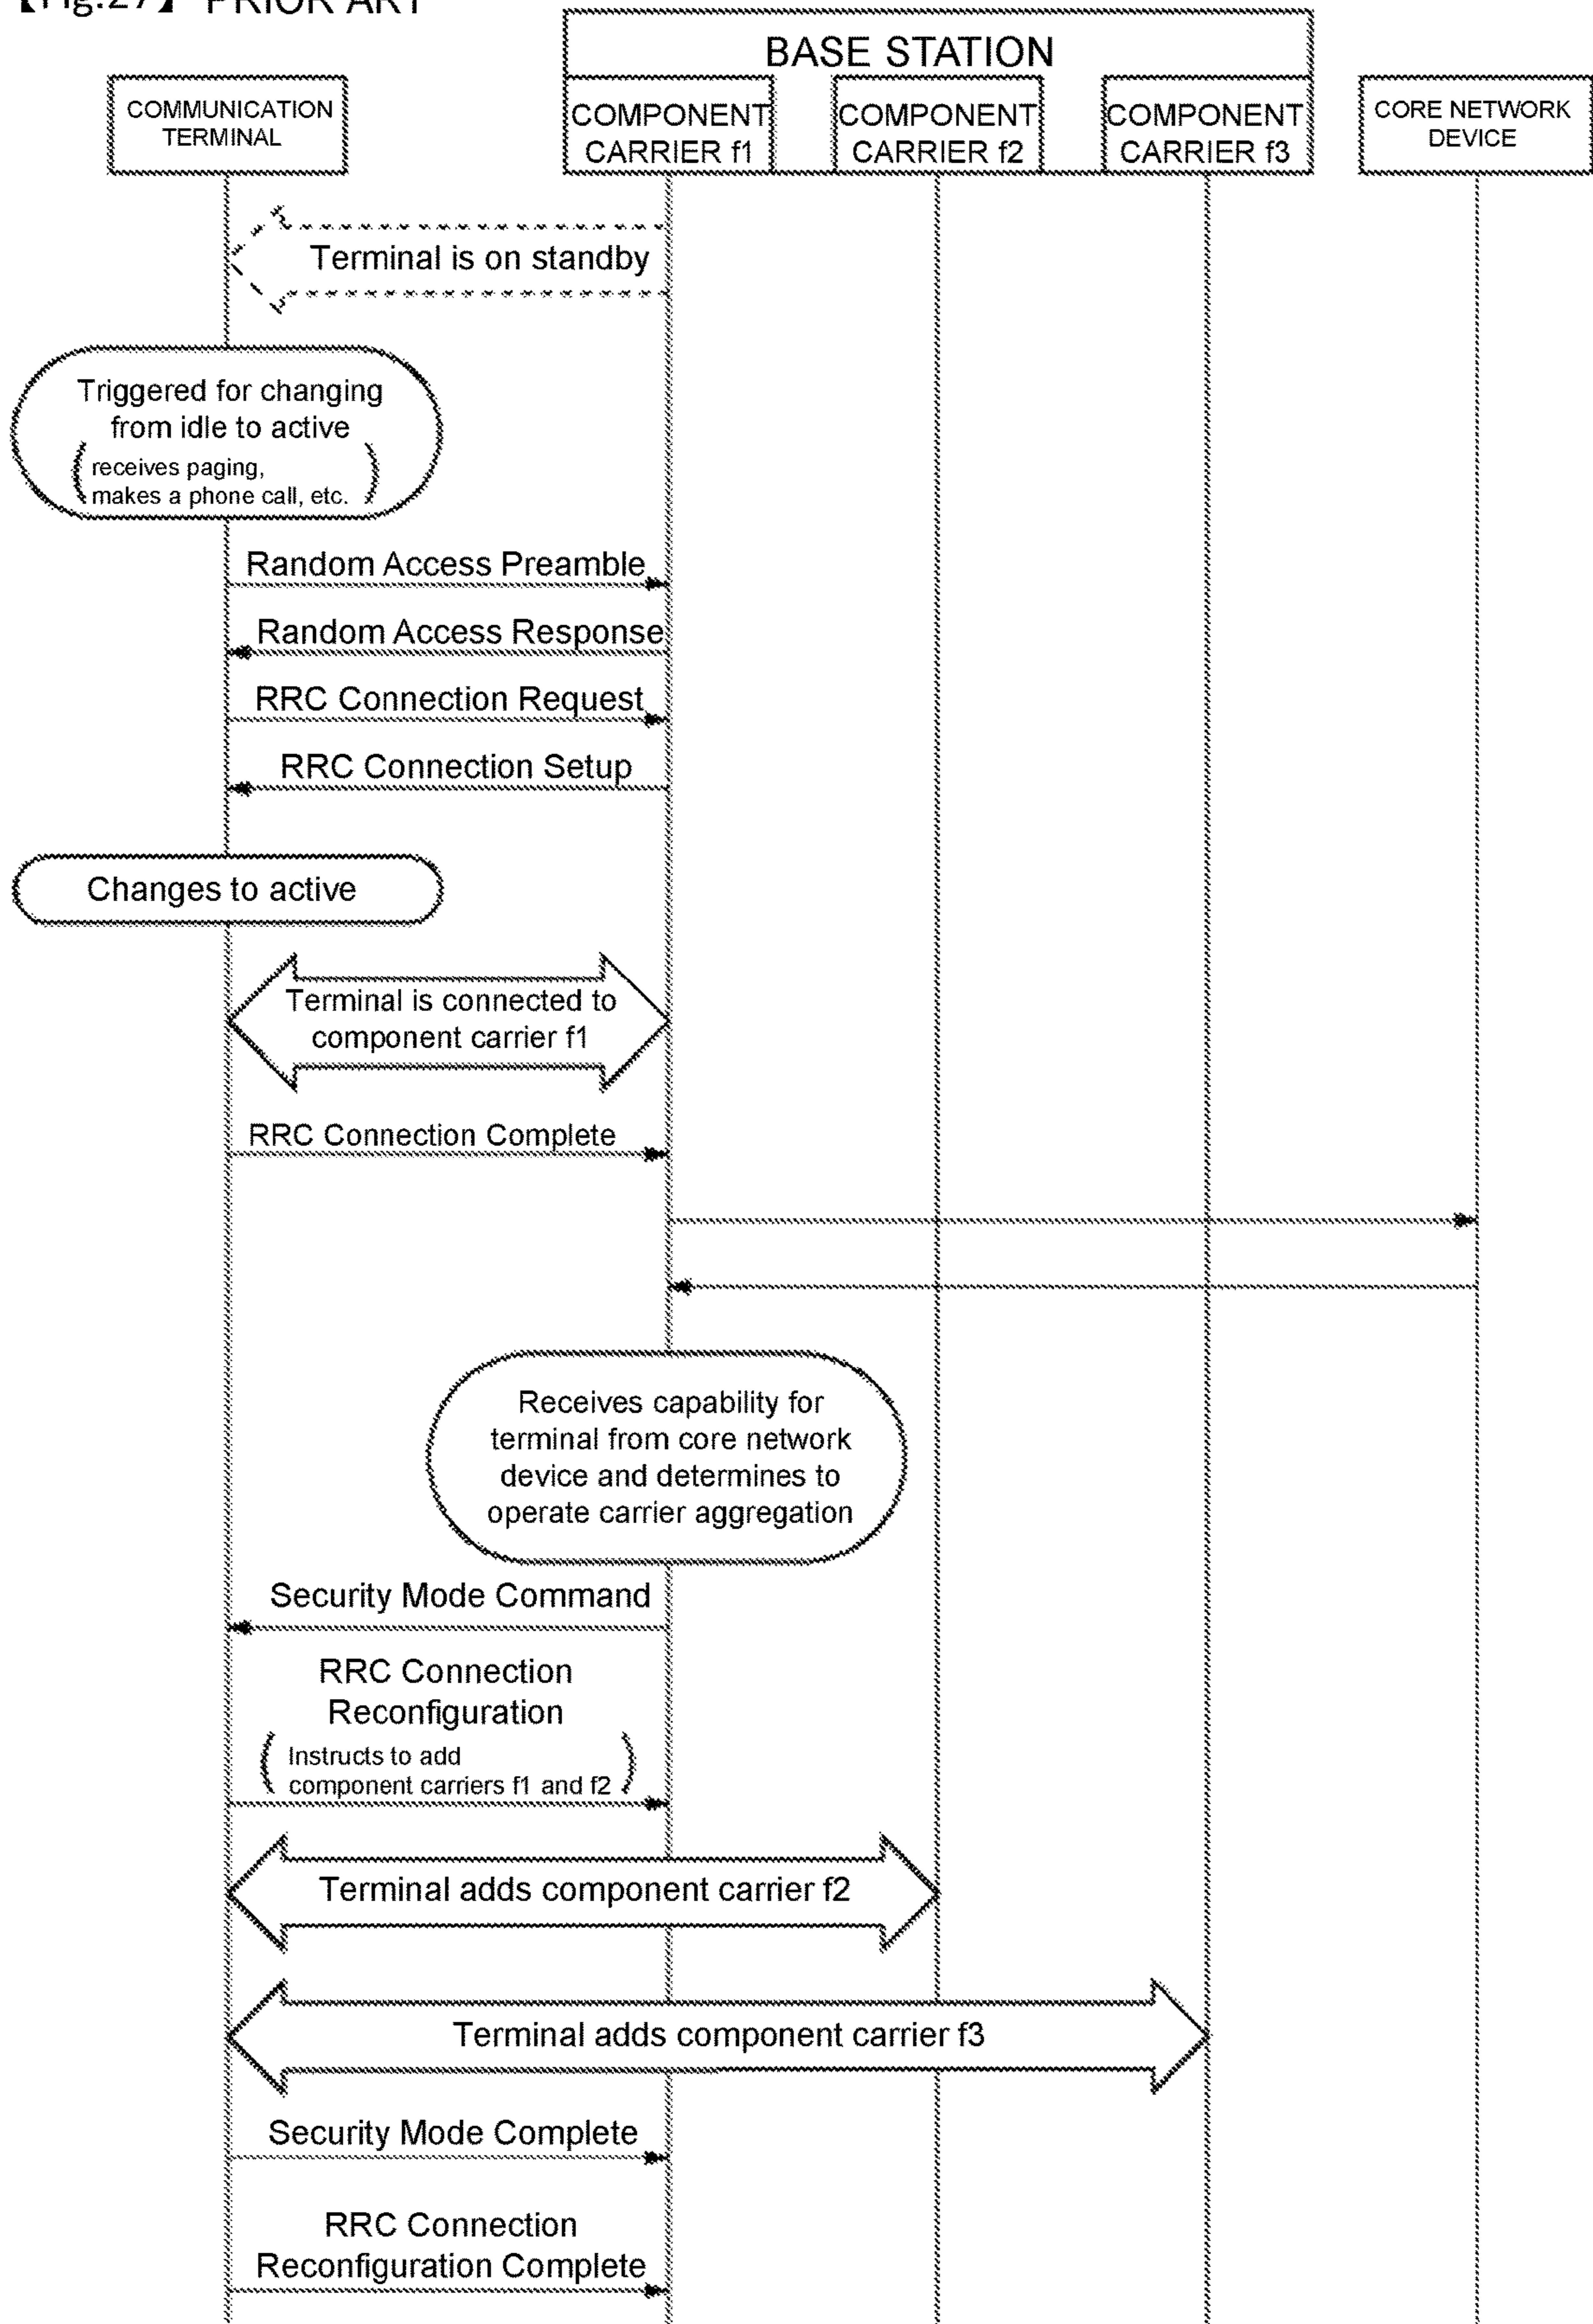 【Fig.27】 PRIOR ART
BASE STATION
COMMUNICATION
TERMINAL
COMPONENT
CARRIER f1
COMPONENT
CARRIER f2
COMPONENT
CARRIER f3
CORE NETWORK
DEVICE
Terminal is on standby
Triggered for changing
from idle to active
(receives paging,
makes a phone call, etc.)
Random Access Preamble
Random Access Response
RRC Connection Request
RRC Connection Setup
Changes to active
Terminal is connected to
component carrier f1
RRC Connection Complete
Receives capability for
terminal from core network
device and determines to
operate carrier aggregation
Security Mode Command
RRC Connection
Reconfiguration
(Instructs to add
component carriers f1 and f2)
Terminal adds component carrier f2
Terminal adds component carrier f3
Security Mode Complete
RRC Connection
Reconfiguration Complete